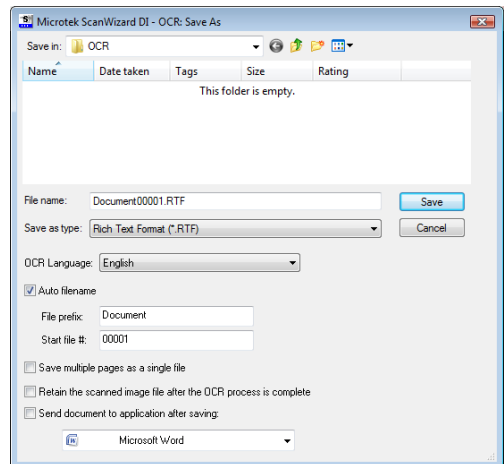 Microtek ScanWizard DI - OCR: Save As
Save in: OCR
Name Date taken Tags Size Rating
This folder is empty.
File name: Document00001.RTF Save
Save as type: Rich Text Format (*.RTF) Cancel
OCR Language: English
Auto filename
File prefix: Document
Start file #: 00001
Save multiple pages as a single file
Retain the scanned image file after the OCR process is complete
Send document to application after saving:
Microsoft Word